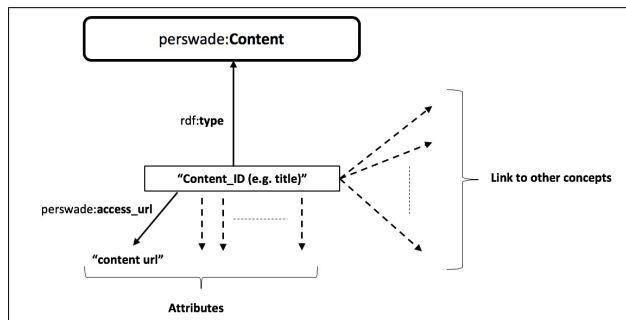 perswade:Content
rdf:type
"Content_ID (e.g. title)"
Link to other concepts
perswade:access_url
"content url"
Attributes